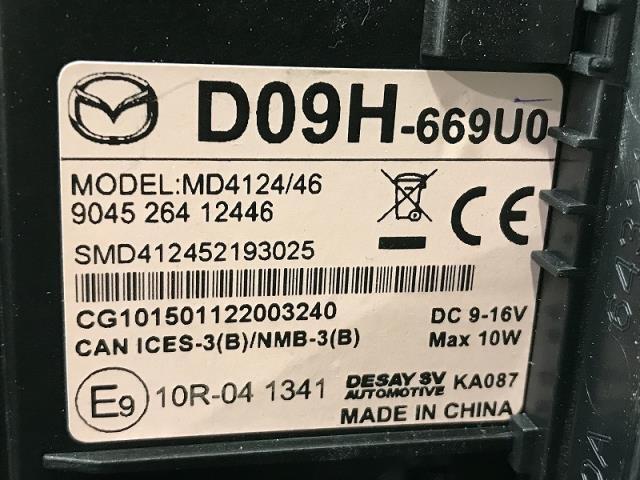 D09H-669U0
MODEL:MD4124/46
9045 264 12446
CE
SMD412452193025
CG101501122003240
DC 9-16V
CAN ICES-3(B)/NMB-3(B)
Max 10W
E9
10R-04 1341
DESAY SV
AUTOMOTIVE
KA087
MADE IN CHINA